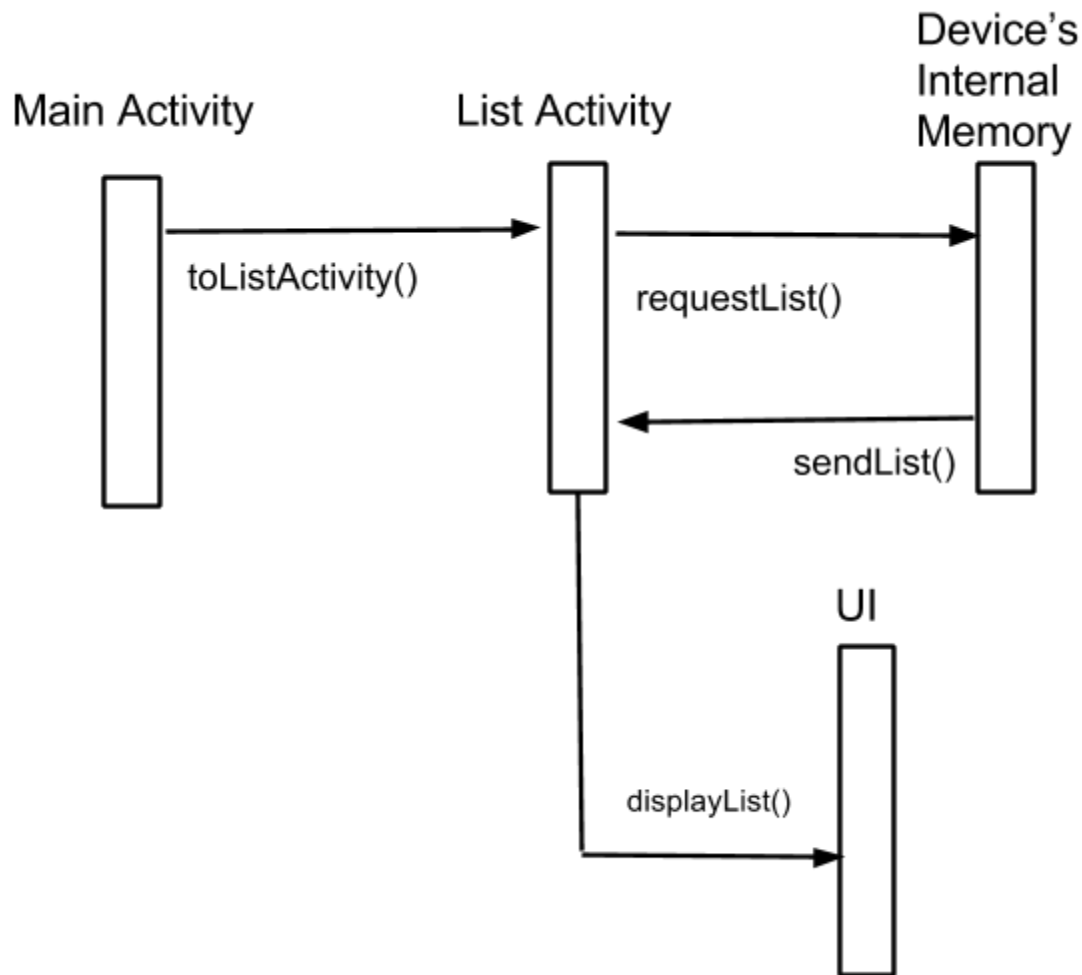 Main Activity
List Activity
Device’s
Internal
Memory
toListActivity()
requestList()
sendList()
UI
displayList()